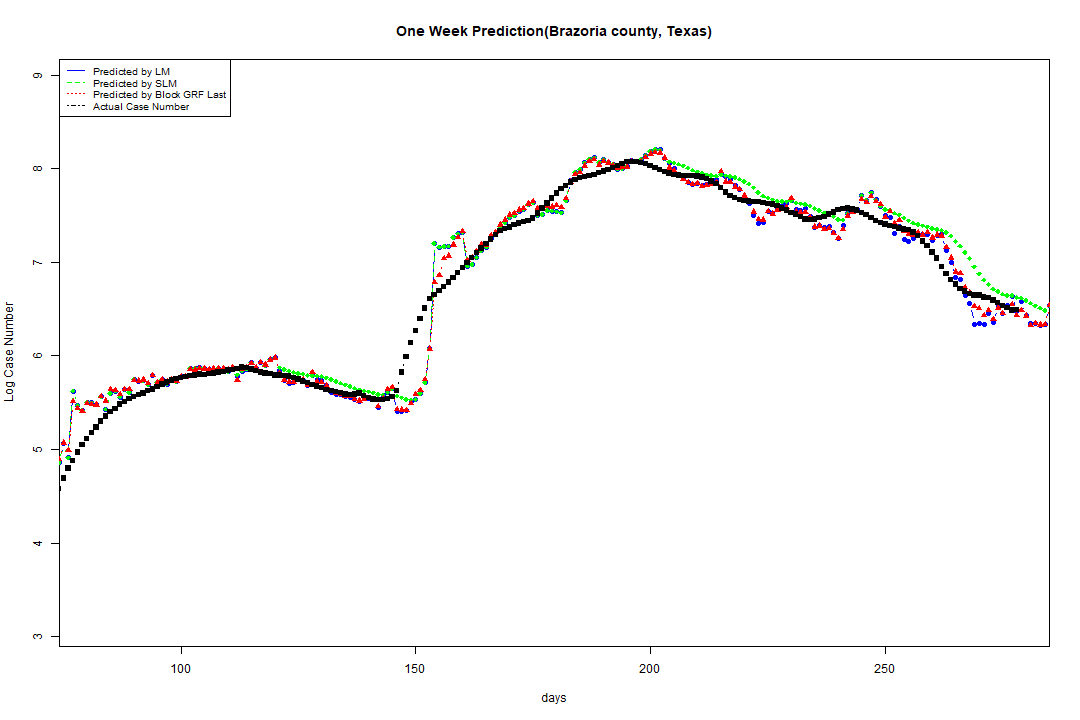 One Week Prediction(Brazoria county, Texas)
Predicted by LM
Predicted by SLM
Predicted by Block GRF Last
Actual Case Number
9
8
7
6
5
4
3
Log Case Number
100 150 200 250
days